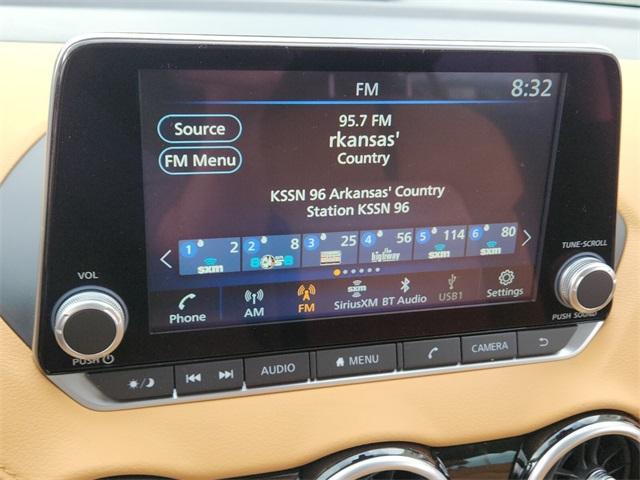 FM
8:32
Source
FM Menu
95.7 FM
rkansas'
Country
KSSN 96 Arkansas' Country
Station KSSN 96
1 2
sxm
2 8
3 25
4 56
the highway
5 114
sxm
6 80
sxm
Phone
AM
FM
sxm
SiriusXM
BT Audio
USB1
Settings
VOL
PUSH
TUNE·SCROLL
PUSH SOUND
AUDIO
MENU
CAMERA